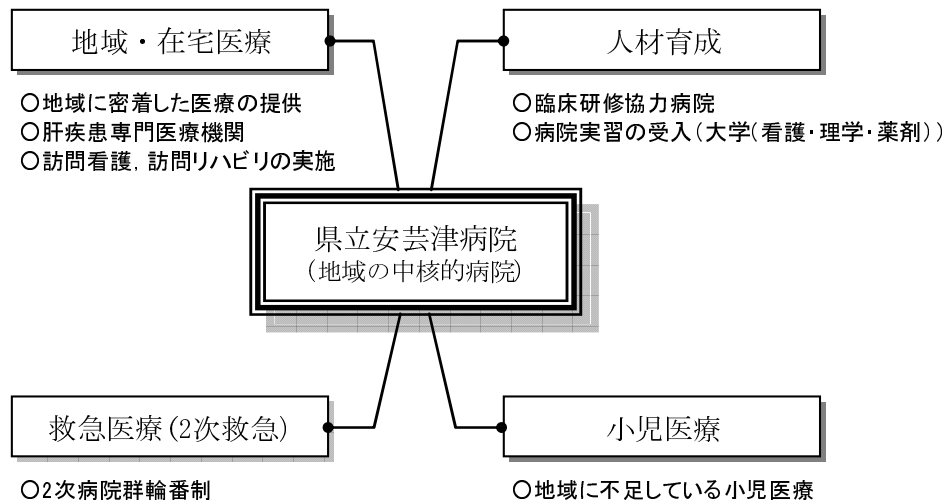 地域・在宅医療
○地域に密着した医療の提供
○肝疾患専門医療機関
○訪問看護，訪問リハビリの実施
人材育成
○臨床研修協力病院
○病院実習の受入（大学（看護・理学・薬剤））
県立安芸津病院
（地域の中核的病院）
救急医療（2次救急）
○2次病院群輪番制
小児医療
○地域に不足している小児医療